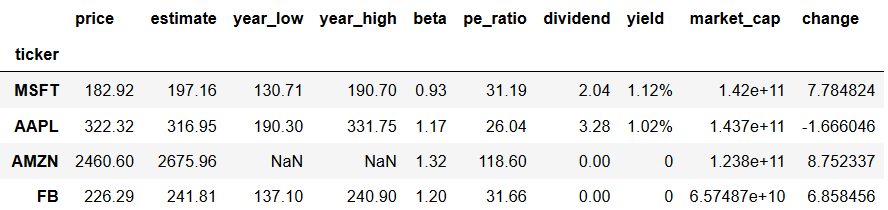 price estimate year_low year_high beta pe_ratio dividend yield market_cap change
ticker
MSFT 182.92 197.16 130.71 190.70 0.93 31.19 2.04 1.12% 1.42e+11 7.784824
AAPL 322.32 316.95 190.30 331.75 1.17 26.04 3.28 1.02% 1.437e+11 -1.666046
AMZN 2460.60 2675.96 NaN NaN 1.32 118.60 0.00 0 1.238e+11 8.752337
FB 226.29 241.81 137.10 240.90 1.20 31.66 0.00 0 6.57487e+10 6.858456